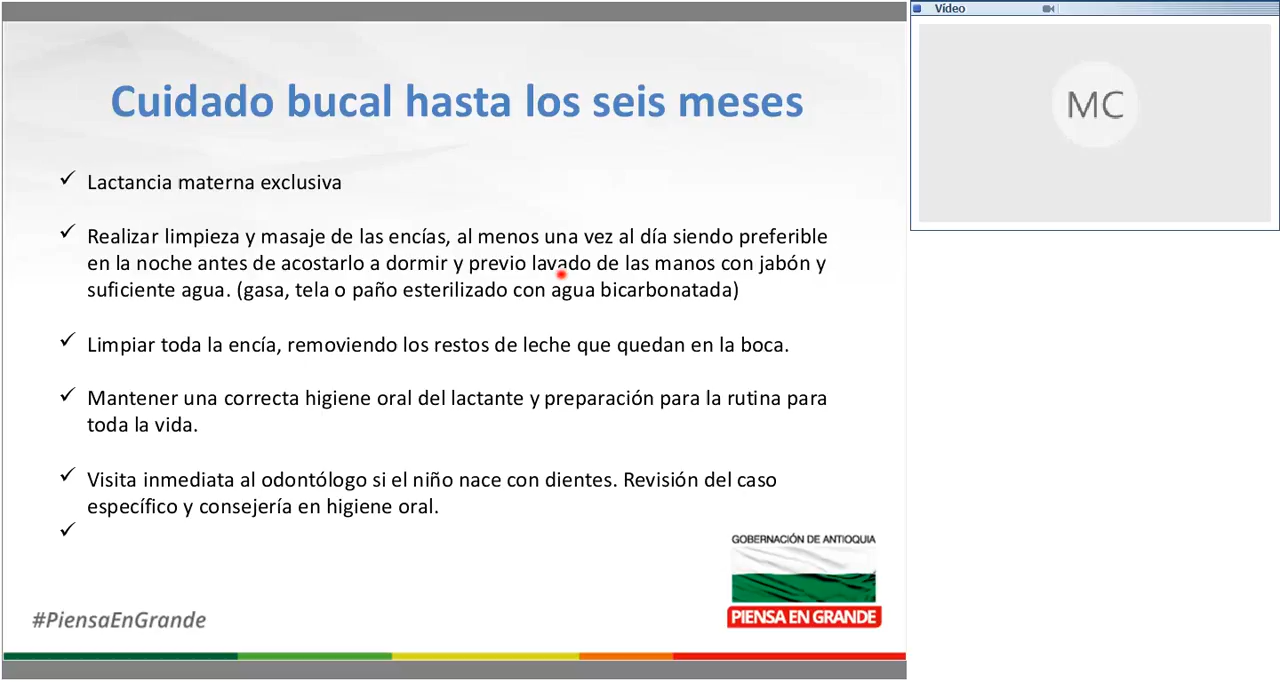 Vídeo
MC
Cuidado bucal hasta los seis meses
✓ Lactancia materna exclusiva
✓ Realizar limpieza y masaje de las encías, al menos una vez al día siendo preferible
en la noche antes de acostarlo a dormir y previo lavado de las manos con jabón y
suficiente agua. (gasa, tela o paño esterilizado con agua bicarbonatada)
✓ Limpiar toda la encía, removiendo los restos de leche que quedan en la boca.
✓ Mantener una correcta higiene oral del lactante y preparación para la rutina para
toda la vida.
✓ Visita inmediata al odontólogo si el niño nace con dientes. Revisión del caso
específico y consejería en higiene oral.
✓
GOBERNACIÓN DE ANTIOQUIA
PIENSA EN GRANDE
#PiensaEnGrande